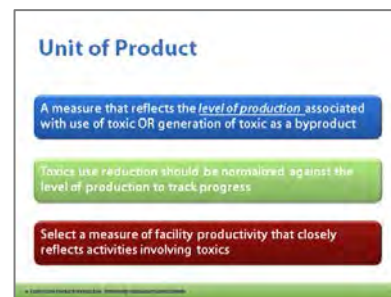 Unit of Product
A measure that reflects the level of production associated
with use of toxic OR generation of toxic as a byproduct
Toxics use reduction should be normalized against the
level of production to track progress
Select a measure of facility productivity that closely
reflects activities involving toxics